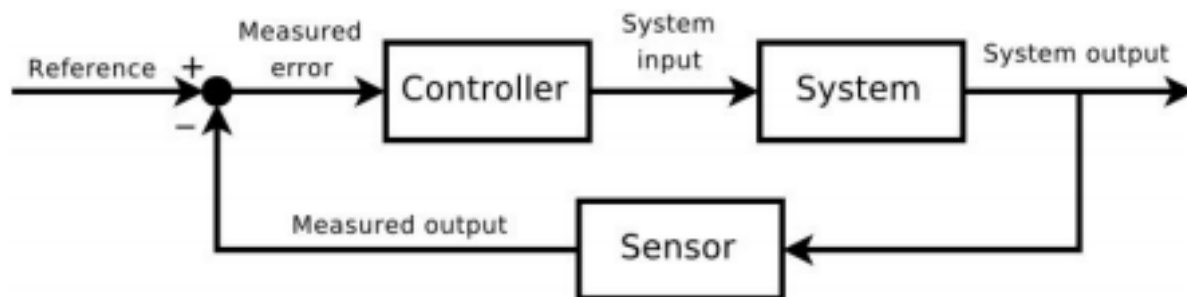 Reference
+
−
Measured
error
Controller
System
input
System
System output
Measured output
Sensor